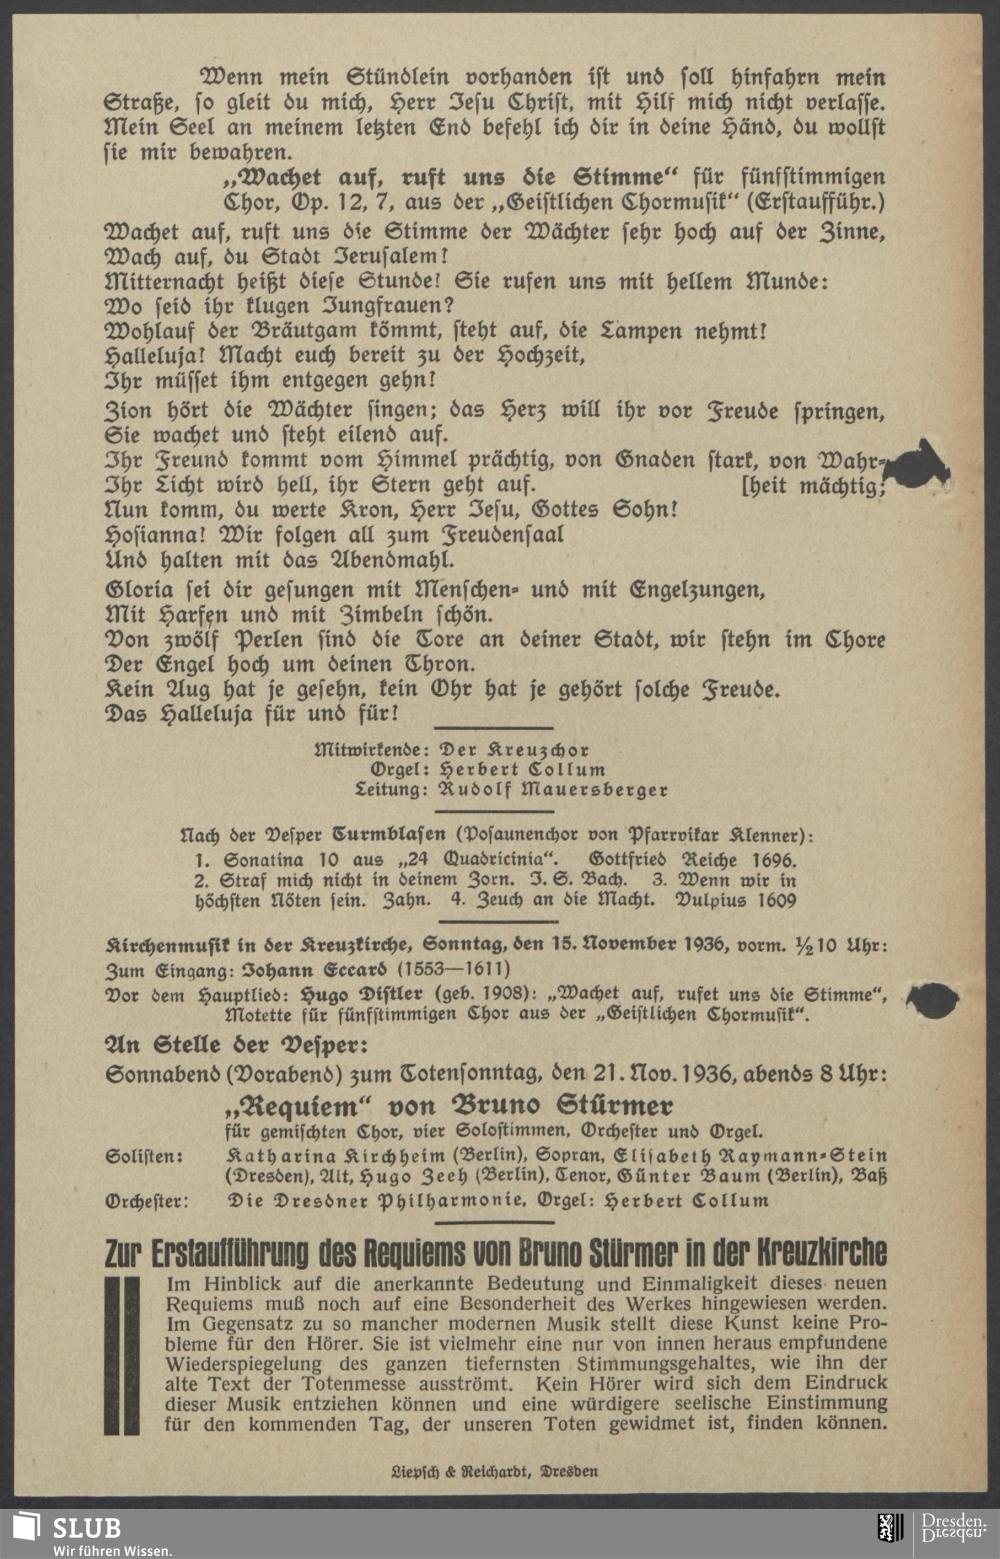 Wenn mein Stündlein vorhanden ist und soll hinfahrn mein
Straße, so gleit du mich, Herr Jesu Christ, mit Hilf mich nicht verlasse.
Mein Seel an meinem letzten End befehl ich dir in deine Händ, du wollst
sie mir bewahren.
„Wachet auf, ruft uns die Stimme“ für fünfstimmigen
Chor, Op. 12, 7, aus der „Geistlichen Chormusik“ (Erstaufführ.)
Wachet auf, ruft uns die Stimme der Wächter sehr hoch auf der Zinne,
Wach auf, du Stadt Jerusalem!
Mitternacht heißt diese Stunde! Sie rufen uns mit hellem Munde:
Wo seid ihr klugen Jungfrauen?
Wohlauf der Bräutgam kömmt, steht auf, die Lampen nehmt!
Halleluja! Macht euch bereit zu der Hochzeit,
Ihr müsset ihm entgegen gehn!
Zion hört die Wächter singen; das Herz will ihr vor Freude springen,
Sie wachet und steht eilend auf.
Ihr Freund kommt vom Himmel prächtig, von Gnaden stark, von Wahr-
Ihr Licht wird hell, ihr Stern geht auf. [heit mächtig;
Nun komm, du werte Kron, Herr Jesu, Gottes Sohn!
Hosianna! Wir folgen all zum Freudensaal
Und halten mit das Abendmahl.
Gloria sei dir gesungen mit Menschen- und mit Engelzungen,
Mit Harfen und mit Zimbeln schön.
Von zwölf Perlen sind die Tore an deiner Stadt, wir stehn im Chore
Der Engel hoch um deinen Thron.
Kein Aug hat je gesehn, kein Ohr hat je gehört solche Freude.
Das Halleluja für und für!
Mitwirkende: Der Kreuzchor
Orgel: Herbert Collum
Leitung: Rudolf Mauersberger
Nach der Vesper Turmblasen (Posaunenchor von Pfarrvikar Klenner):
1. Sonatina 10 aus „24 Quadricinia“. Gottfried Reiche 1696.
2. Straf mich nicht in deinem Zorn. J. S. Bach. 3. Wenn wir in
höchsten Nöten sein. Zahn. 4. Zeuch an die Macht. Vulpius 1609
Kirchenmusik in der Kreuzkirche, Sonntag, den 15. November 1936, vorm. ½10 Uhr:
Zum Eingang: Johann Eccard (1553—1611)
Vor dem Hauptlied: Hugo Distler (geb. 1908): „Wachet auf, rufet uns die Stimme“,
Motette für fünfstimmigen Chor aus der „Geistlichen Chormusik“.
An Stelle der Vesper:
Sonnabend (Vorabend) zum Totensonntag, den 21. Nov. 1936, abends 8 Uhr:
„Requiem“ von Bruno Stürmer
für gemischten Chor, vier Solostimmen, Orchester und Orgel.
Solisten: Katharina Kirchheim (Berlin), Sopran, Elisabeth Raymann-Stein
(Dresden), Alt, Hugo Zeeh (Berlin), Tenor, Günter Baum (Berlin), Baß
Orchester: Die Dresdner Philharmonie, Orgel: Herbert Collum
Zur Erstaufführung des Requiems von Bruno Stürmer in der Kreuzkirche
Im Hinblick auf die anerkannte Bedeutung und Einmaligkeit dieses neuen
Requiems muß noch auf eine Besonderheit des Werkes hingewiesen werden.
Im Gegensatz zu so mancher modernen Musik stellt diese Kunst keine Pro-
bleme für den Hörer. Sie ist vielmehr eine nur von innen heraus empfundene
Wiederspiegelung des ganzen tiefernsten Stimmungsgehaltes, wie ihn der
alte Text der Totenmesse ausströmt. Kein Hörer wird sich dem Eindruck
dieser Musik entziehen können und eine würdigere seelische Einstimmung
für den kommenden Tag, der unseren Toten gewidmet ist, finden können.
Liepsch & Reichardt, Dresden
SLUB
Wir führen Wissen.
Dresden.
Dresden.